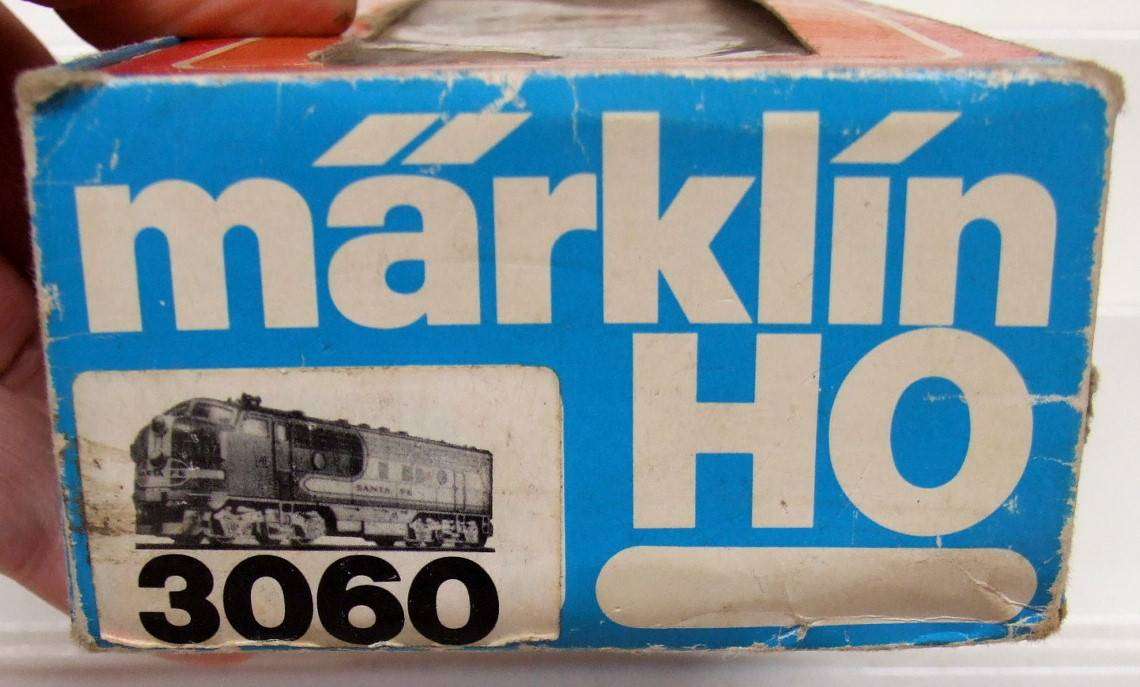 märklin
HO
SANTA FE
3060